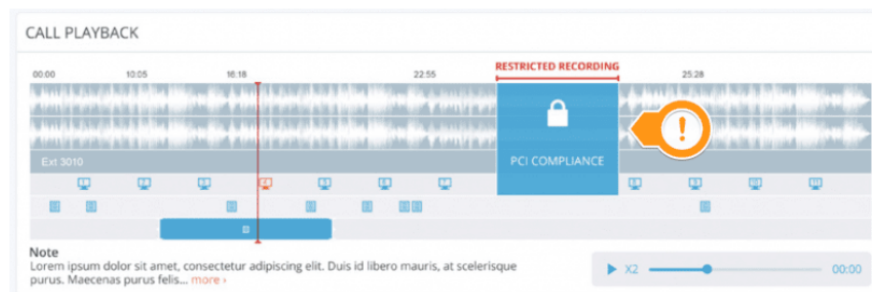 CALL PLAYBACK
RESTRICTED RECORDING
00:00 10:05 16:18 22:55 25:28
Ext 3010
PCI COMPLIANCE
!
Note
Lorem ipsum dolor sit amet, consectetur adipiscing elit. Duis id libero mauris, at scelerisque
purus. Maecenas purus felis... more ›
X2 00:00